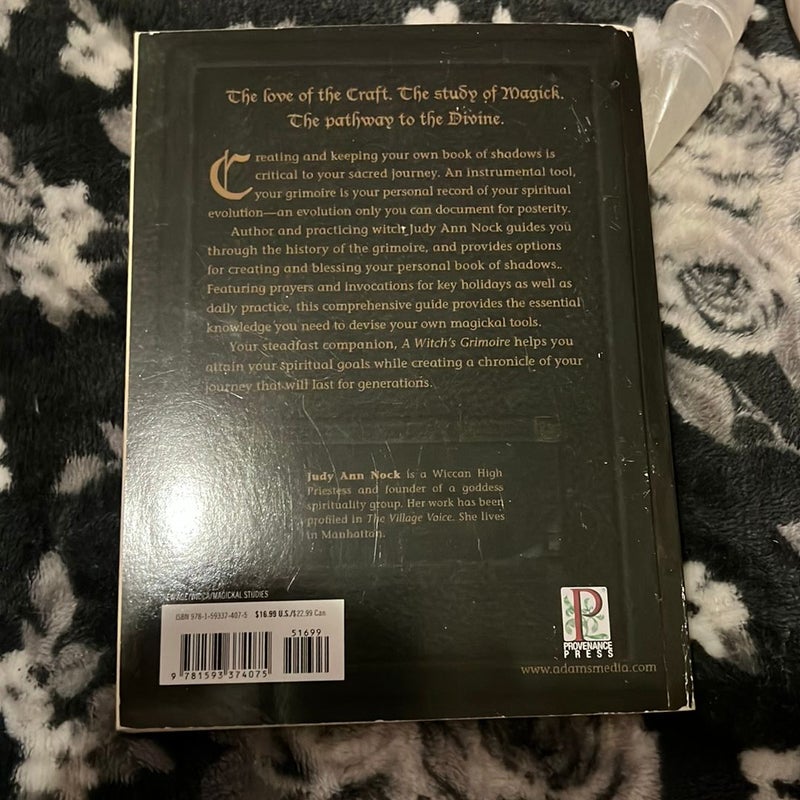 The love of the Craft. The study of Magick.
The pathway to the Divine.
Creating and keeping your own book of shadows is
critical to your sacred journey. An instrumental tool,
your grimoire is your personal record of your spiritual
evolution—an evolution only you can document for posterity.
Author and practicing witch Judy Ann Nock guides you
through the history of the grimoire, and provides options
for creating and blessing your personal book of shadows..
Featuring prayers and invocations for key holidays as well as
daily practice, this comprehensive guide provides the essential
knowledge you need to devise your own magickal tools.
Your steadfast companion, A Witch's Grimoire helps you
attain your spiritual goals while creating a chronicle of your
journey that will last for generations.
Judy Ann Nock is a Wiccan High
Priestess and founder of a goddess
spirituality group. Her work has been
profiled in The Village Voice. She lives
in Manhattan.
NEW AGE/WICCA/MAGICKAL STUDIES
ISBN 978-1-59337-407-5 $16.99 U.S./$22.99 Can.
51699
9 781593 374075
P
PROVENANCE
PRESS
www.adamsmedia.com